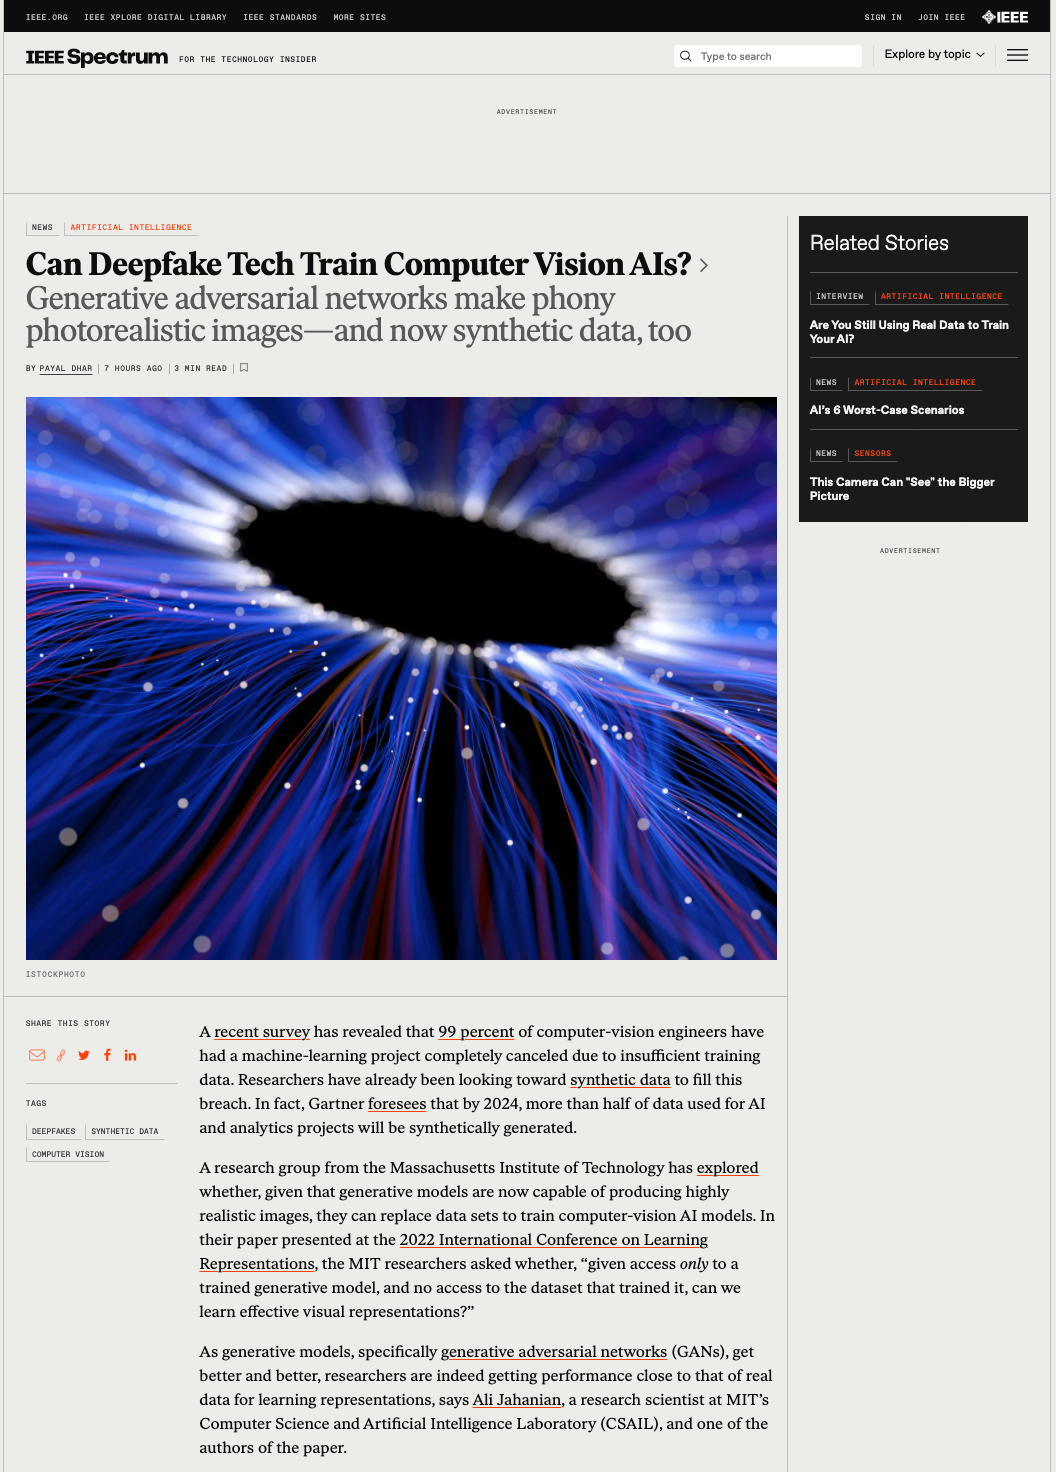 IEEE.ORG IEEE XPLORE DIGITAL LIBRARY IEEE STANDARDS MORE SITES SIGN IN JOIN IEEE IEEE
IEEE Spectrum FOR THE TECHNOLOGY INSIDER Type to search Explore by topic
ADVERTISEMENT
NEWS ARTIFICIAL INTELLIGENCE
Can Deepfake Tech Train Computer Vision AIs?
Generative adversarial networks make phony
photorealistic images—and now synthetic data, too
BY PAYAL DHAR 7 HOURS AGO 3 MIN READ
ISTOCKPHOTO
Related Stories
INTERVIEW ARTIFICIAL INTELLIGENCE
Are You Still Using Real Data to Train
Your AI?
NEWS ARTIFICIAL INTELLIGENCE
AI's 6 Worst-Case Scenarios
NEWS SENSORS
This Camera Can "See" the Bigger
Picture
ADVERTISEMENT
SHARE THIS STORY
TAGS
DEEPFAKES SYNTHETIC DATA
COMPUTER VISION
A recent survey has revealed that 99 percent of computer-vision engineers have
had a machine-learning project completely canceled due to insufficient training
data. Researchers have already been looking toward synthetic data to fill this
breach. In fact, Gartner foresees that by 2024, more than half of data used for AI
and analytics projects will be synthetically generated.
A research group from the Massachusetts Institute of Technology has explored
whether, given that generative models are now capable of producing highly
realistic images, they can replace data sets to train computer-vision AI models. In
their paper presented at the 2022 International Conference on Learning
Representations, the MIT researchers asked whether, “given access only to a
trained generative model, and no access to the dataset that trained it, can we
learn effective visual representations?”
As generative models, specifically generative adversarial networks (GANs), get
better and better, researchers are indeed getting performance close to that of real
data for learning representations, says Ali Jahanian, a research scientist at MIT’s
Computer Science and Artificial Intelligence Laboratory (CSAIL), and one of the
authors of the paper.